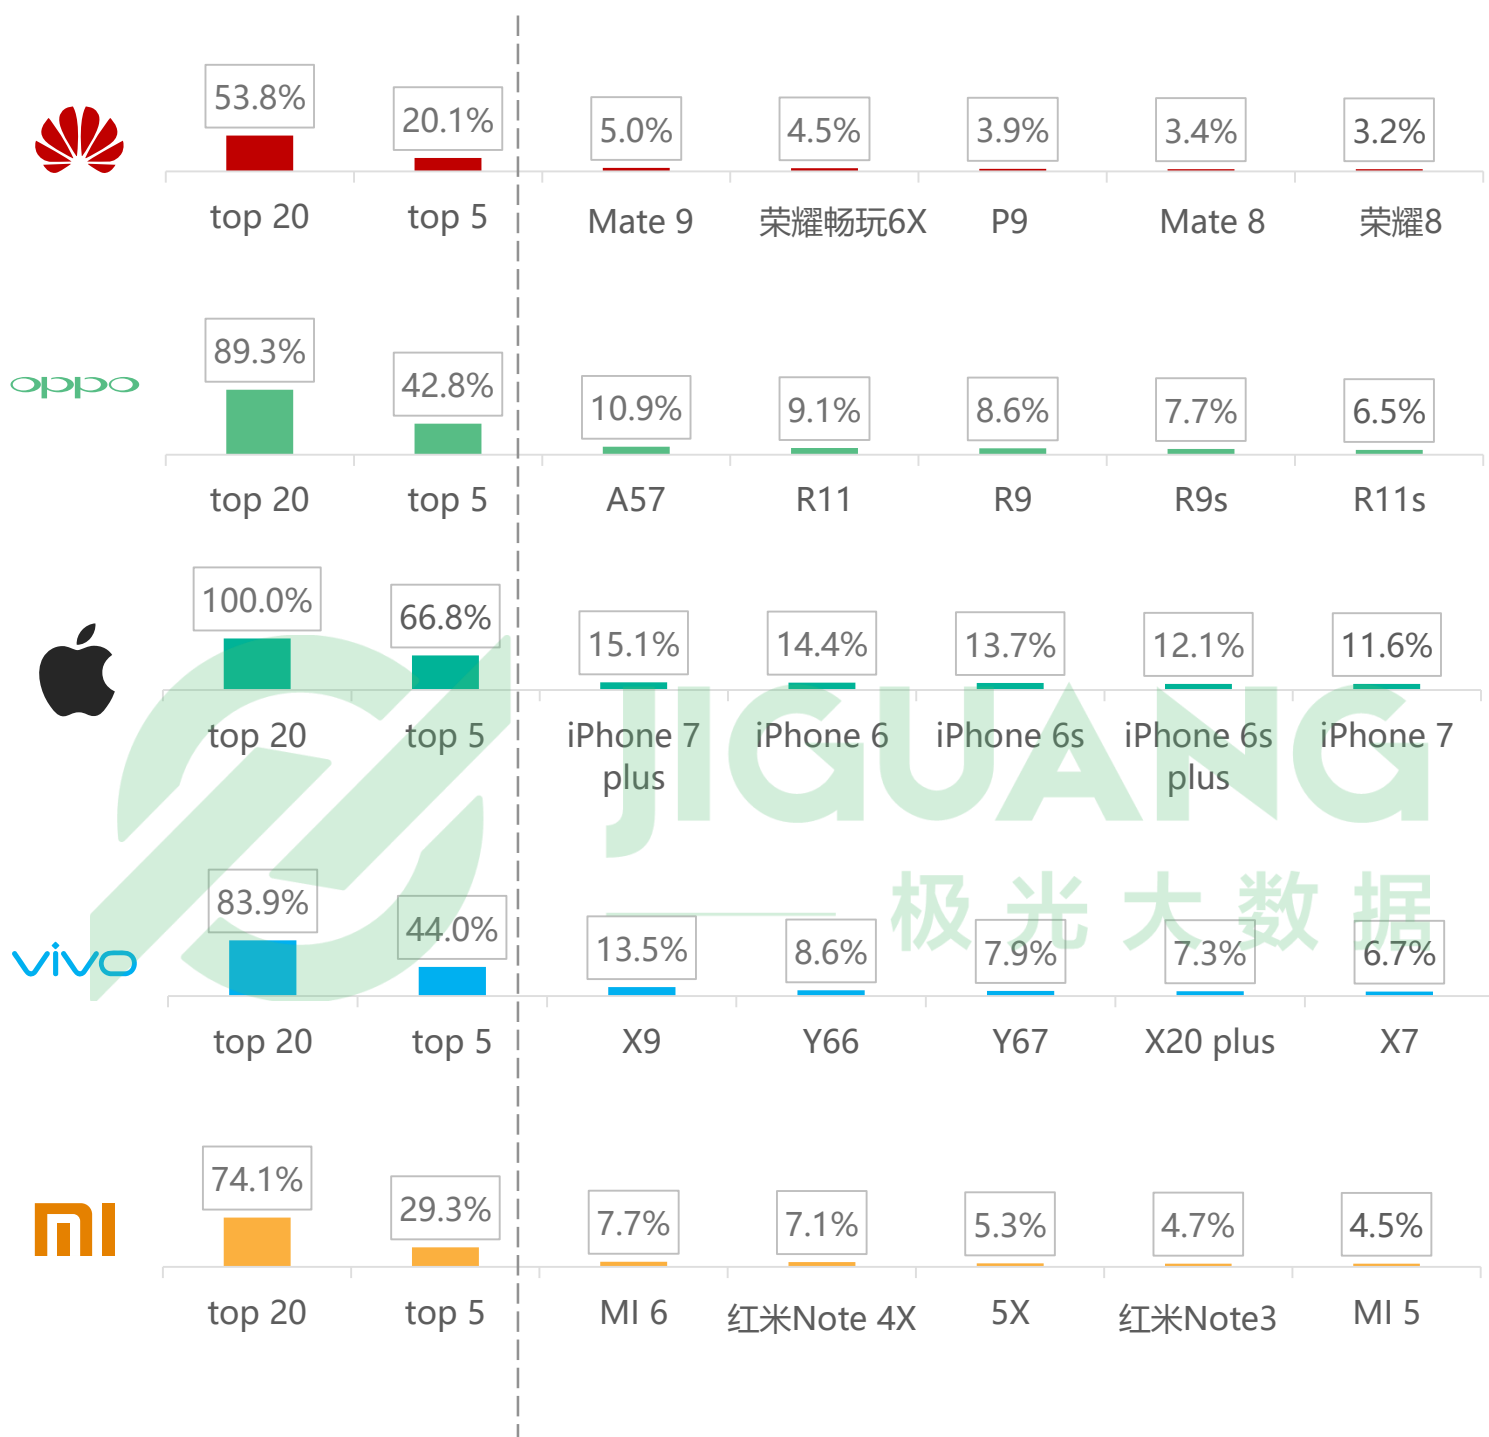 53.8%
20.1%
5.0%
4.5%
3.9%
3.4%
3.2%
top 20
top 5
Mate 9
荣耀畅玩6X
P9
Mate 8
荣耀8
oppo
89.3%
42.8%
10.9%
9.1%
8.6%
7.7%
6.5%
top 20
top 5
A57
R11
R9
R9s
R11s
100.0%
66.8%
15.1%
14.4%
13.7%
12.1%
11.6%
top 20
top 5
iPhone 7
plus
iPhone 6
iPhone 6s
iPhone 6s
plus
iPhone 7
JIGUANG
极光大数据
vivo
83.9%
44.0%
13.5%
8.6%
7.9%
7.3%
6.7%
top 20
top 5
X9
Y66
Y67
X20 plus
X7
mi
74.1%
29.3%
7.7%
7.1%
5.3%
4.7%
4.5%
top 20
top 5
MI 6
红米Note 4X
5X
红米Note3
MI 5